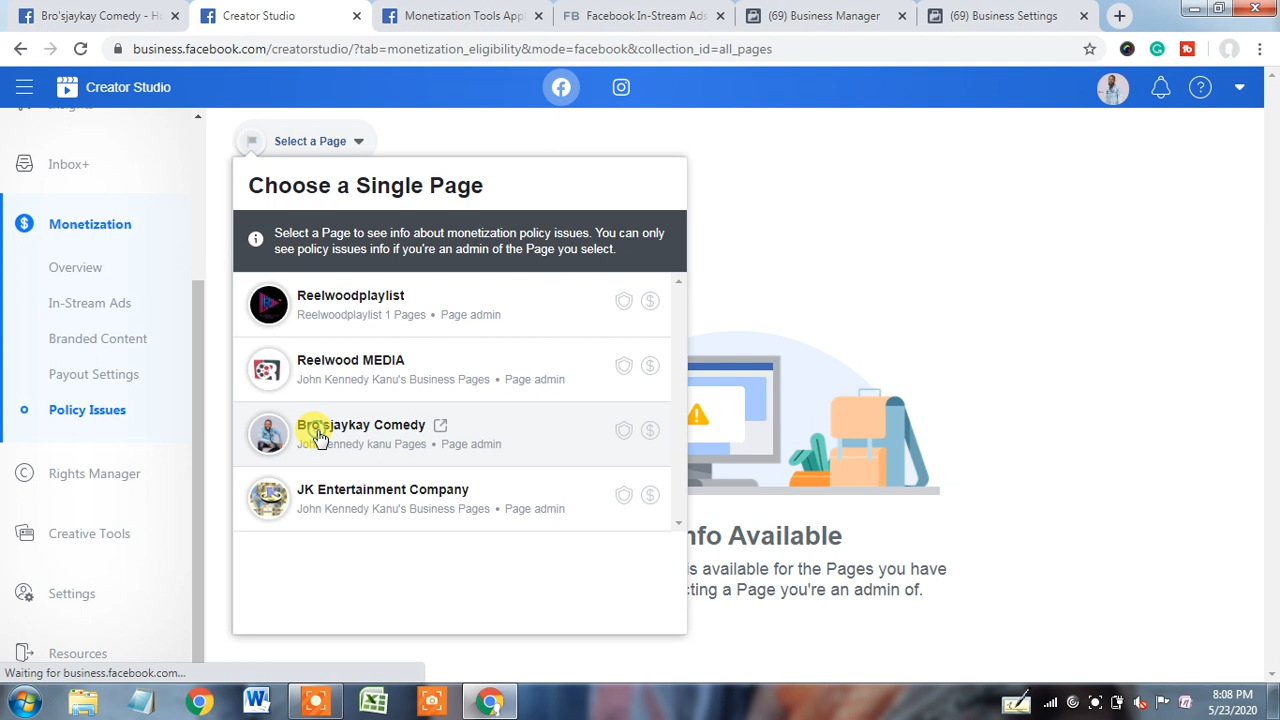 Bro'sjaykay Comedy - Ho
Creator Studio
Monetization Tools Appl
FB
Facebook In-Stream Ads
(69) Business Manager
(69) Business Settings
business.facebook.com/creatorstudio/?tab=monetization_eligibility&mode=facebook&collection_id=all_pages
Creator Studio
Insights
Inbox+
Monetization
Overview
In-Stream Ads
Branded Content
Payout Settings
Policy Issues
Rights Manager
Creative Tools
Settings
Resources
Select a Page
Choose a Single Page
Select a Page to see info about monetization policy issues. You can only
see policy issues info if you're an admin of the Page you select.
Reelwoodplaylist
Reelwoodplaylist 1 Pages • Page admin
Reelwood MEDIA
John Kennedy Kanu's Business Pages • Page admin
Bro'sjaykay Comedy
John Kennedy kanu Pages • Page admin
JK Entertainment Company
John Kennedy Kanu's Business Pages • Page admin
nfo Available
s available for the Pages you have
cting a Page you're an admin of.
Waiting for business.facebook.com...
8:08 PM
5/23/2020